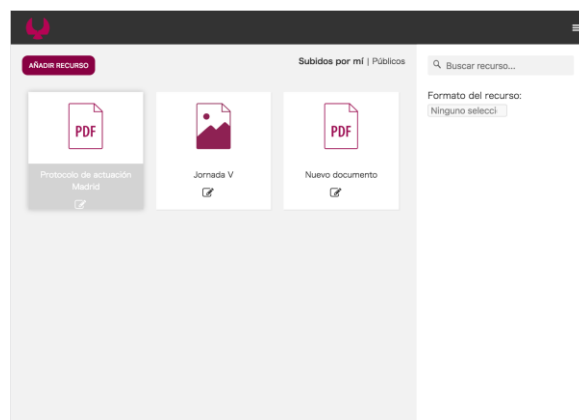 AÑADIR RECURSO
Subidos por mí | Públicos
Buscar recurso...
Formato del recurso:
Ninguno selecci
PDF
PDF
Protocolo de actuación
Madrid
Jornada V
Nuevo documento